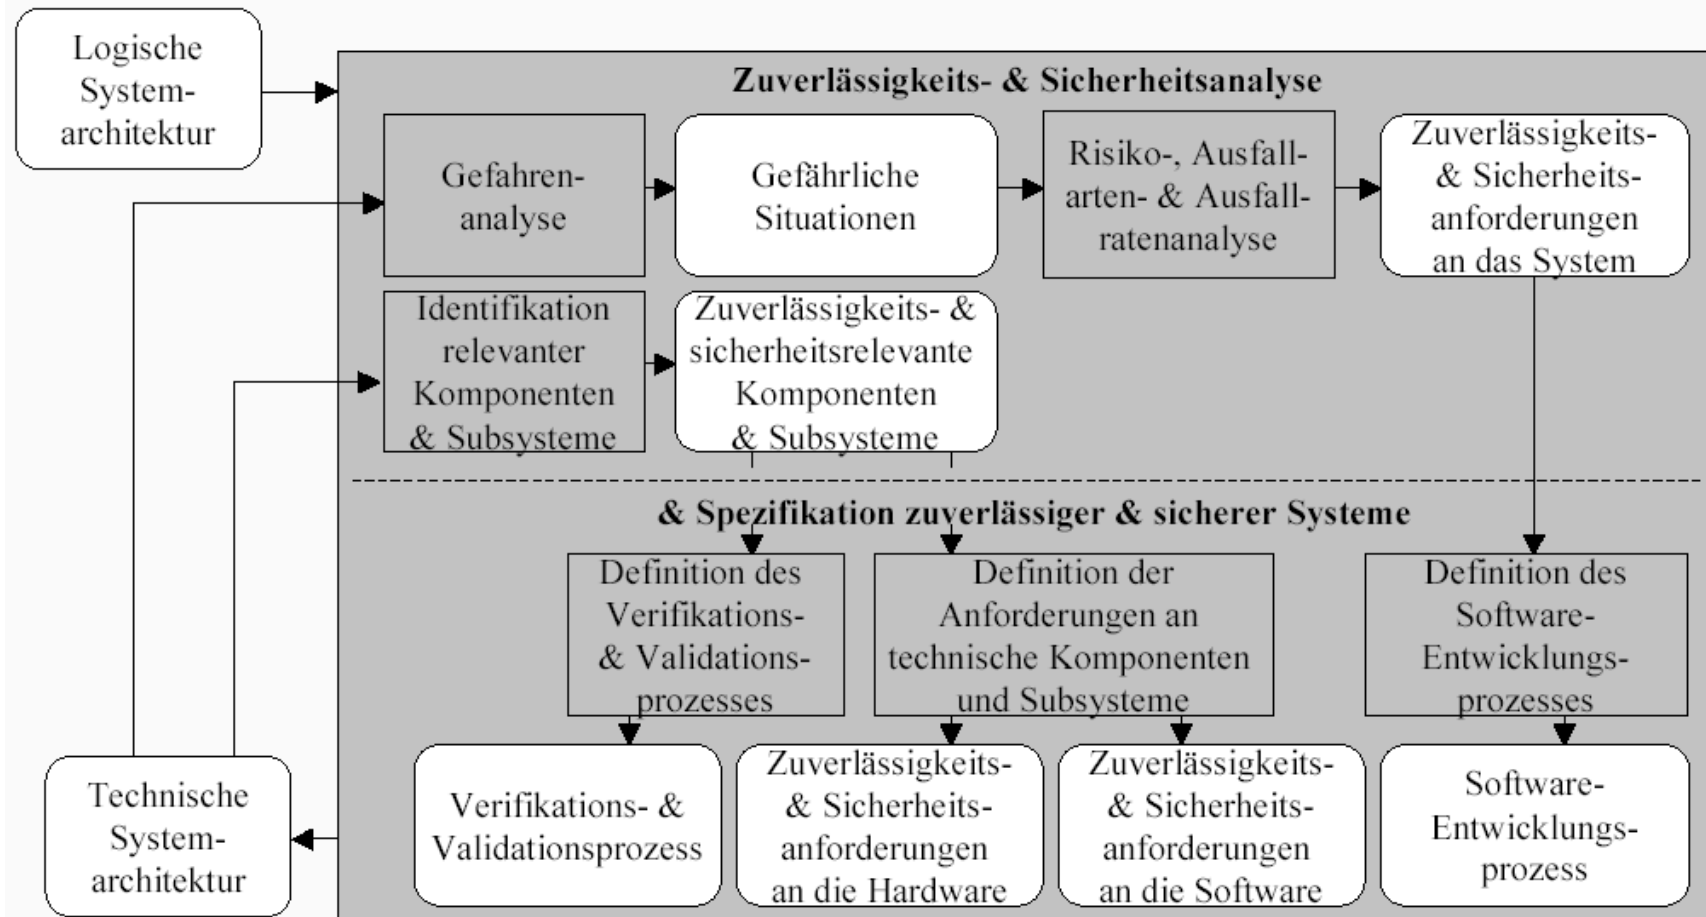 Logische
System-
architektur
Zuverlässigkeits- & Sicherheitsanalyse
Gefahren-
analyse
Gefährliche
Situationen
Risiko-, Ausfall-
arten- & Ausfall-
ratenanalyse
Zuverlässigkeits-
& Sicherheits-
anforderungen
an das System
Identifikation
relevanter
Komponenten
& Subsysteme
Zuverlässigkeits- &
sicherheitsrelevante
Komponenten
& Subsysteme
& Spezifikation zuverlässiger & sicherer Systeme
Definition des
Verifikations-
& Validations-
prozesses
Definition der
Anforderungen an
technische Komponenten
und Subsysteme
Definition des
Software-
Entwicklungs-
prozesses
Technische
System-
architektur
Verifikations- &
Validationsprozess
Zuverlässigkeits-
& Sicherheits-
anforderungen
an die Hardware
Zuverlässigkeits-
& Sicherheits-
anforderungen
an die Software
Software-
Entwicklungs-
prozess